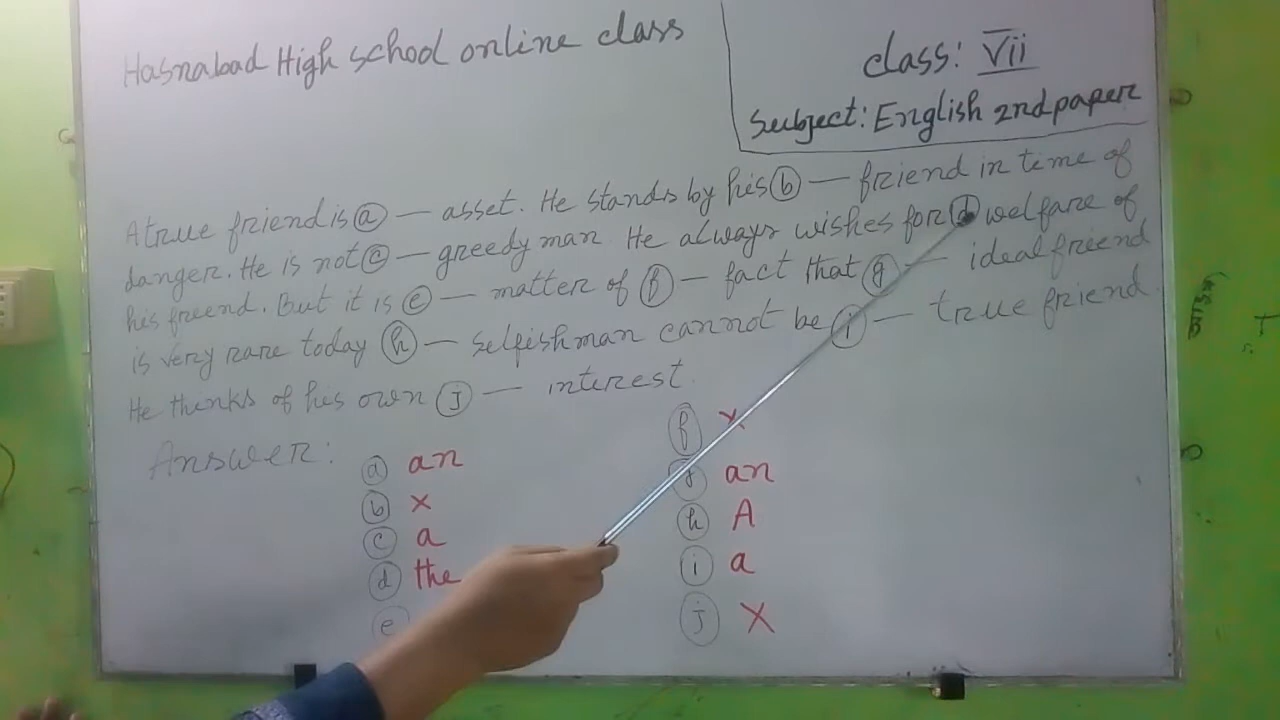 Hasnabad High school online class
class: Vii
Subject: English 2nd paper
A true friend is ⓐ — asset. He stands by his ⓑ — friend in time of
danger. He is not ⓒ — greedy man. He always wishes for ⓓ welfare of
his freend. But it is ⓔ — matter of ⓕ — fact that ⓖ — ideal friend
is very rare today ⓗ — selfish man cannot be ⓘ — true friend.
He thinks of his own ⓙ — interest.
Answer:
ⓐ an
ⓑ x
ⓒ a
ⓓ the
ⓔ
ⓕ x
ⓖ an
ⓗ A
ⓘ a
ⓙ X